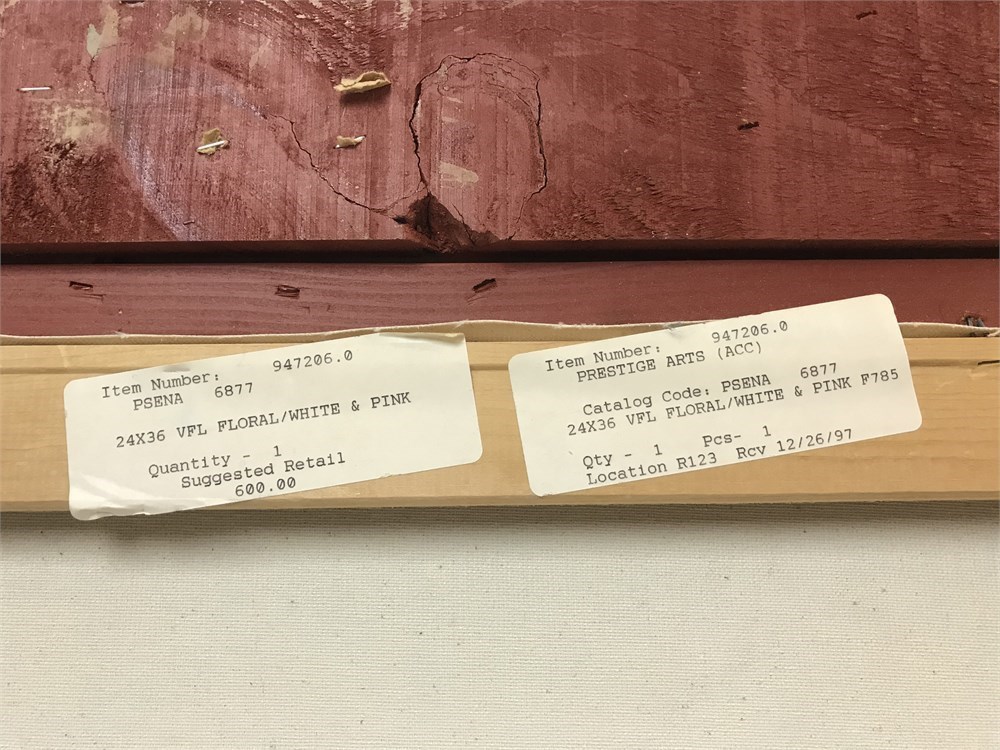 Item Number: 947206.0
PSENA 6877
24X36 VFL FLORAL/WHITE & PINK
Quantity - 1
Suggested Retail
600.00
Item Number: 947206.0
PRESTIGE ARTS (ACC)
Catalog Code: PSENA 6877
24X36 VFL FLORAL/WHITE & PINK F785
Qty - 1 Pcs- 1
Location R123 Rcv 12/26/97